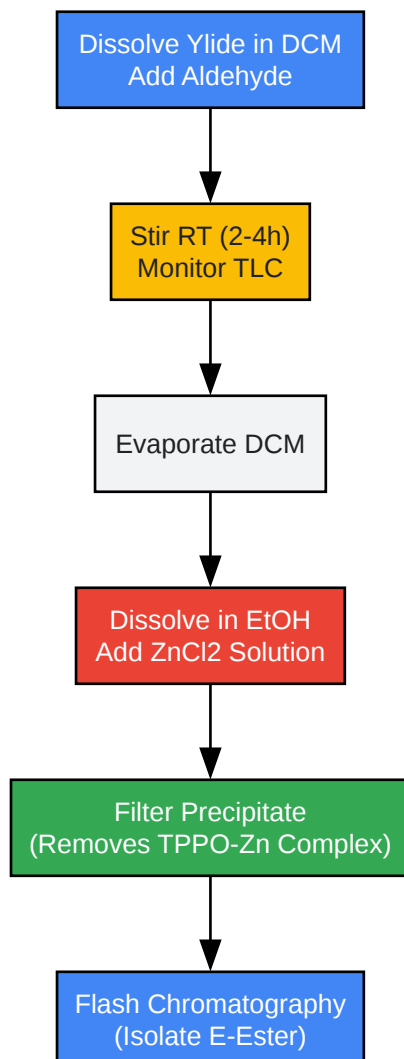 Dissolve Ylide in DCM
Add Aldehyde
Stir RT (2-4h)
Monitor TLC
Evaporate DCM
Dissolve in EtOH
Add ZnCl2 Solution
Filter Precipitate
(Removes TPPO-Zn Complex)
Flash Chromatography
(Isolate E-Ester)